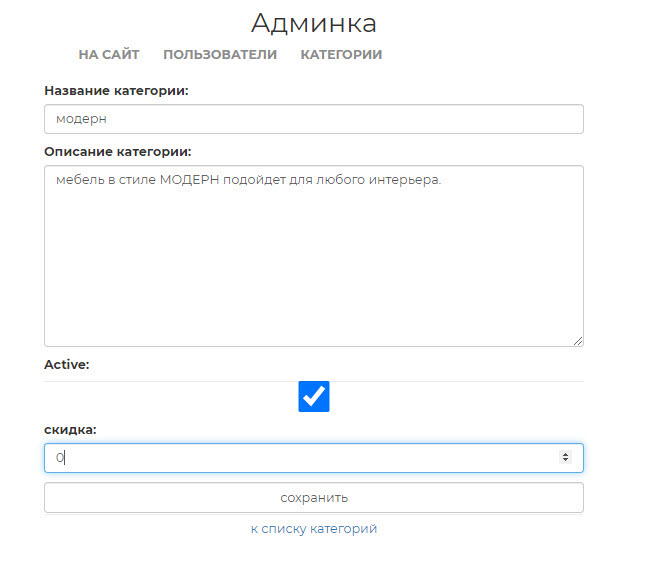 Админка
НА САЙТ ПОЛЬЗОВАТЕЛИ КАТЕГОРИИ
Название категории:
модерн
Описание категории:
мебель в стиле МОДЕРН подойдет для любого интерьера.
Active:
скидка:
0
сохранить
к списку категорий